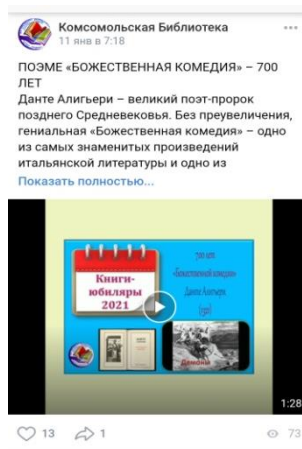 Комсомольская Библиотека
11 янв в 7:18
ПОЭМЕ «БОЖЕСТВЕННАЯ КОМЕДИЯ» – 700
ЛЕТ
Данте Алигьери – великий поэт-пророк
позднего Средневековья. Без преувеличения,
гениальная «Божественная комедия» – одно
из самых знаменитых произведений
итальянской литературы и одно из
Показать полностью...
Книги-
юбиляры
2021
700 лет
«Божественной комедии»
Данте Алигьери
(1321)
Демоны
1:28
13
1
73